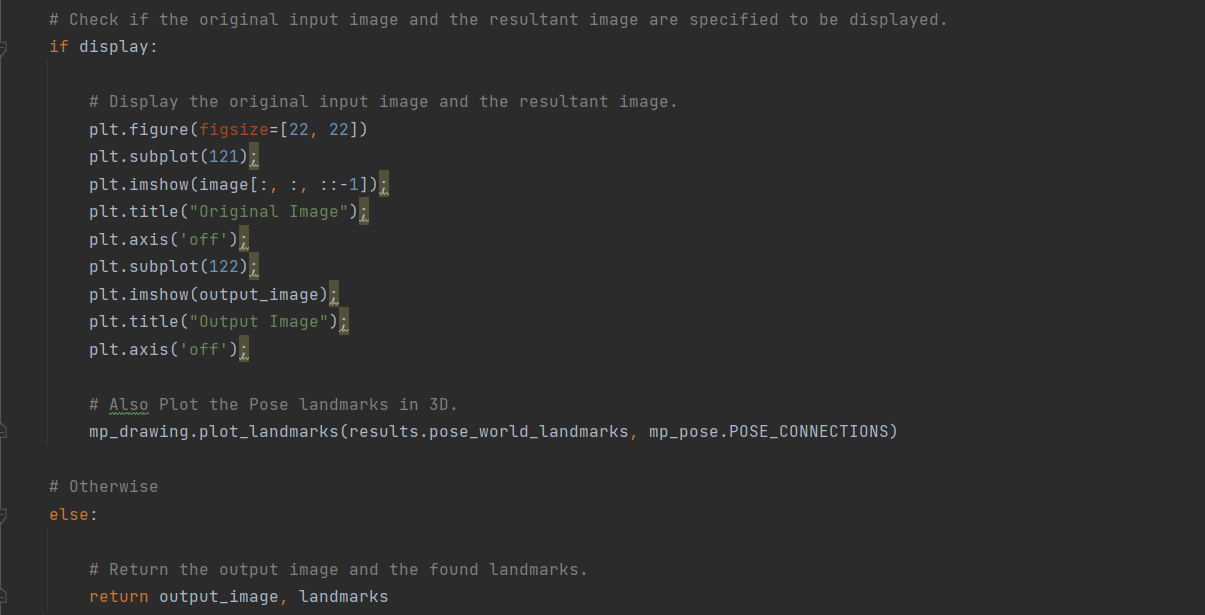 # Check if the original input image and the resultant image are specified to be displayed.
if display:
# Display the original input image and the resultant image.
plt.figure(figsize=[22, 22])
plt.subplot(121);
plt.imshow(image[:, :, ::-1]);
plt.title("Original Image");
plt.axis('off');
plt.subplot(122);
plt.imshow(output_image);
plt.title("Output Image");
plt.axis('off');
# Also Plot the Pose landmarks in 3D.
mp_drawing.plot_landmarks(results.pose_world_landmarks, mp_pose.POSE_CONNECTIONS)
# Otherwise
else:
# Return the output image and the found landmarks.
return output_image, landmarks